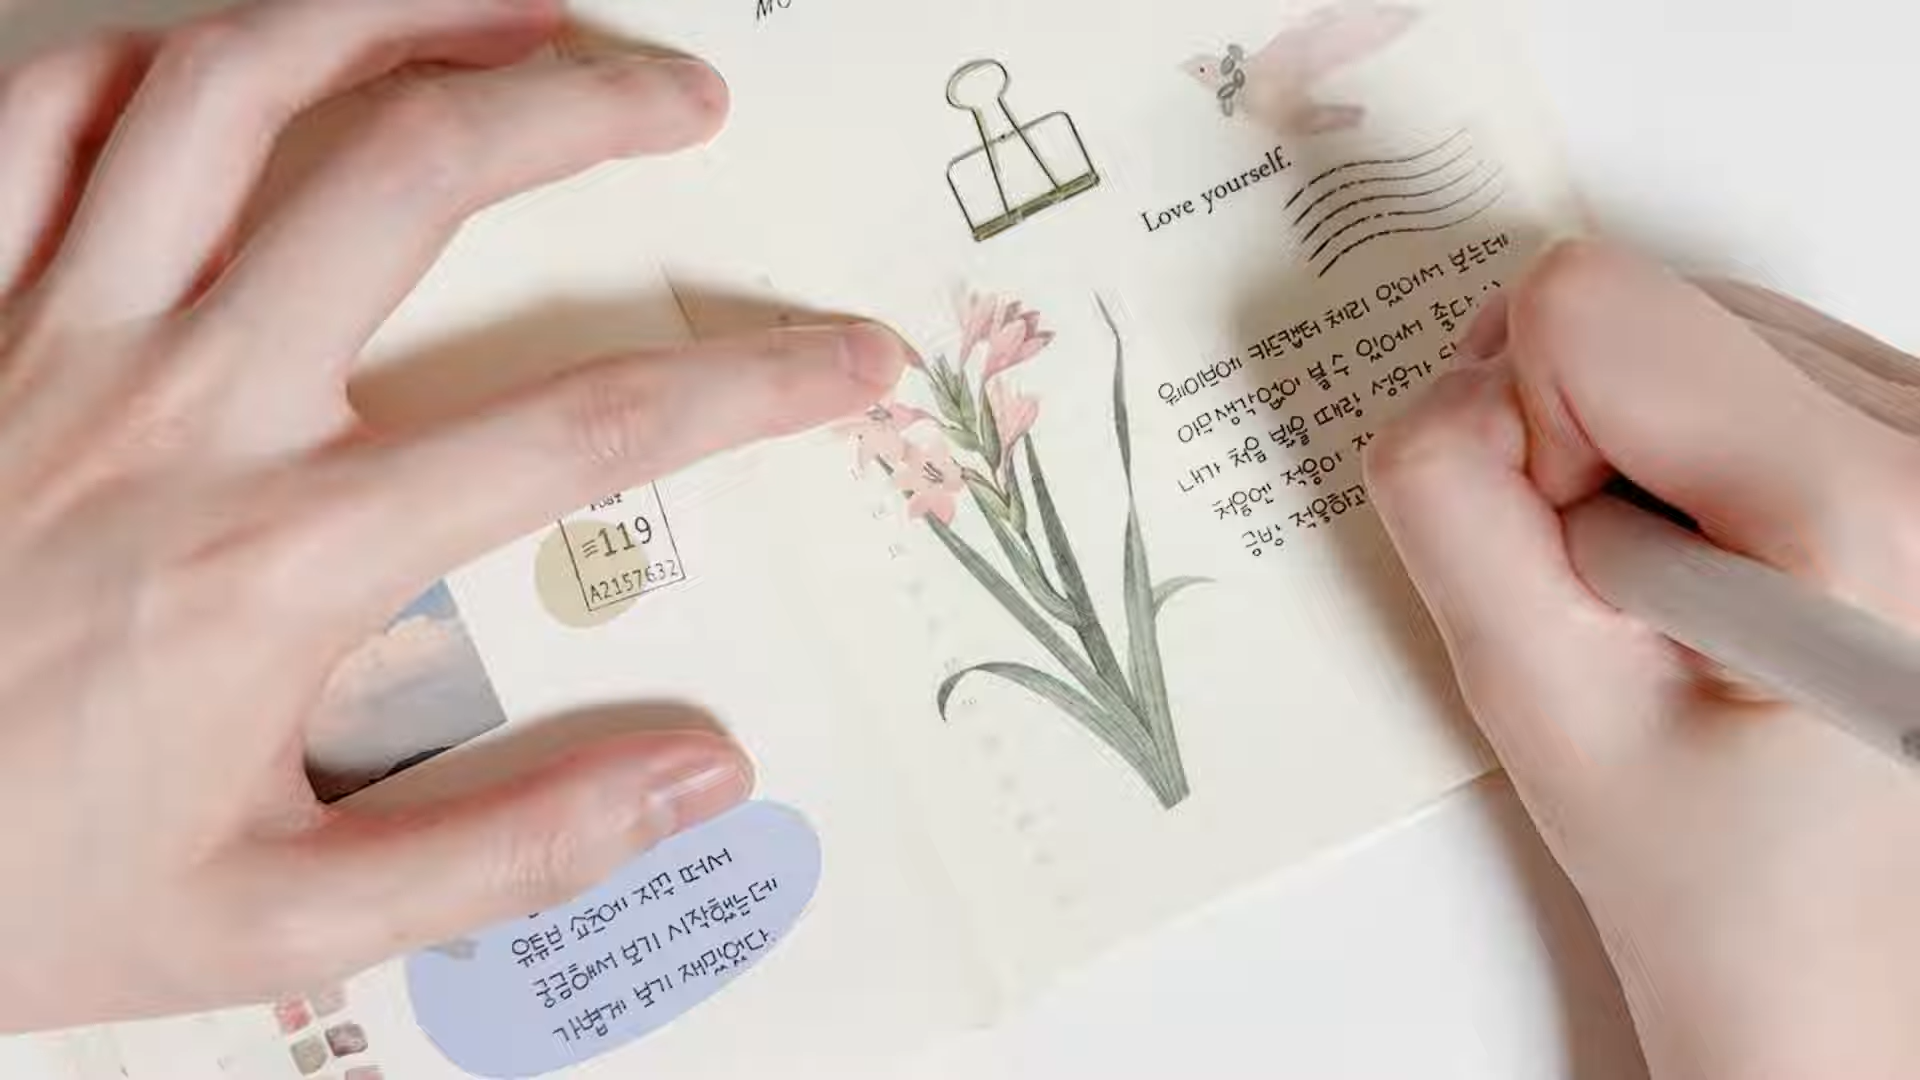 Love yourself.
웨이브에 카드캡터 체리 있어서 보는데
아무생각없이 볼수 있어서 좋다.
내가 처음 봤을 때랑 성우가
처음엔 적응이
금방 적응하고
119
A2157632
유튜브 쇼츠에 자꾸 떠서
궁금해서 보기 시작했는데
가볍게 보기 재밌었다.